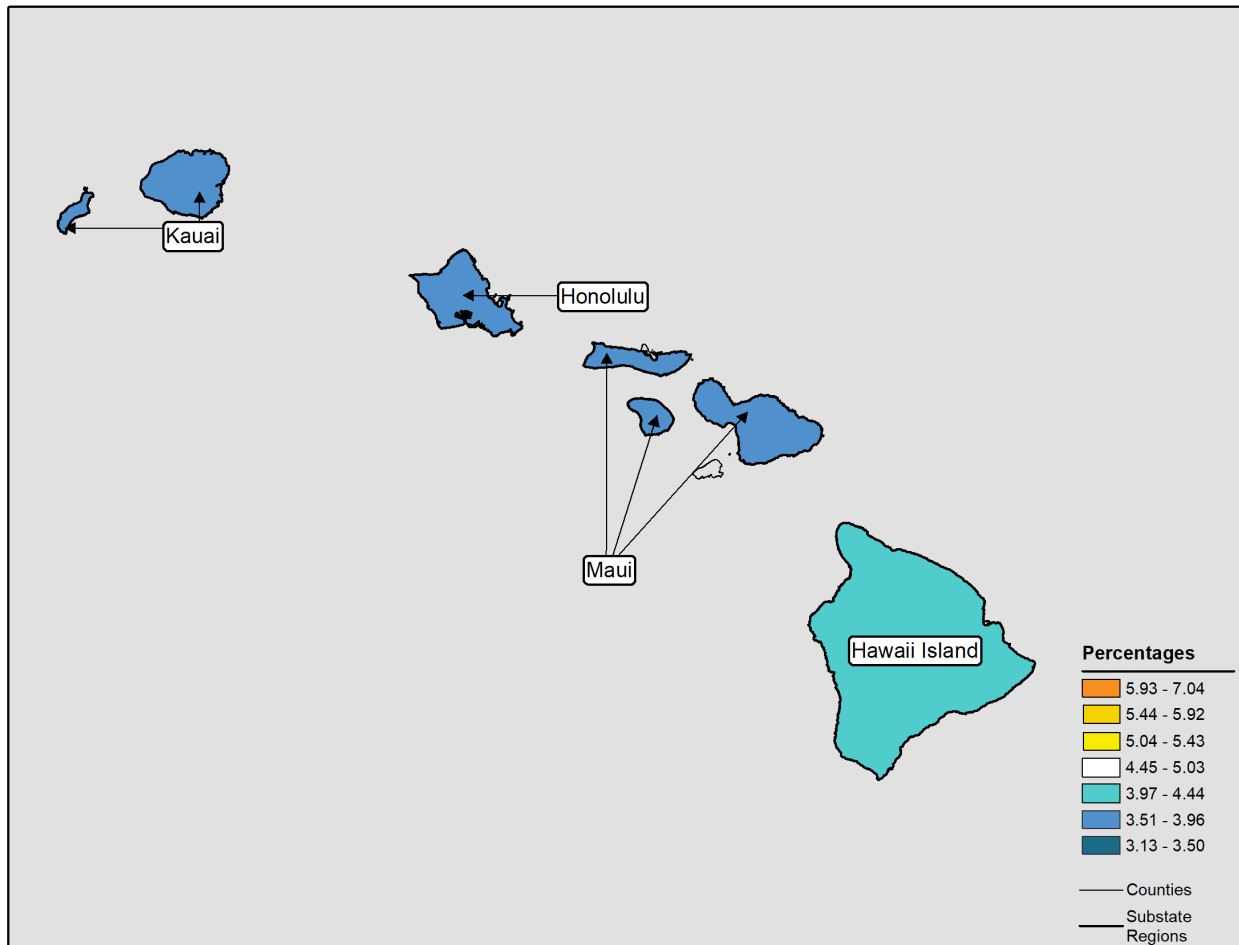 Kauai
Honolulu
Maui
Hawaii Island
Percentages
5.93 - 7.04
5.44 - 5.92
5.04 - 5.43
4.45 - 5.03
3.97 - 4.44
3.51 - 3.96
3.13 - 3.50
Counties
Substate
Regions